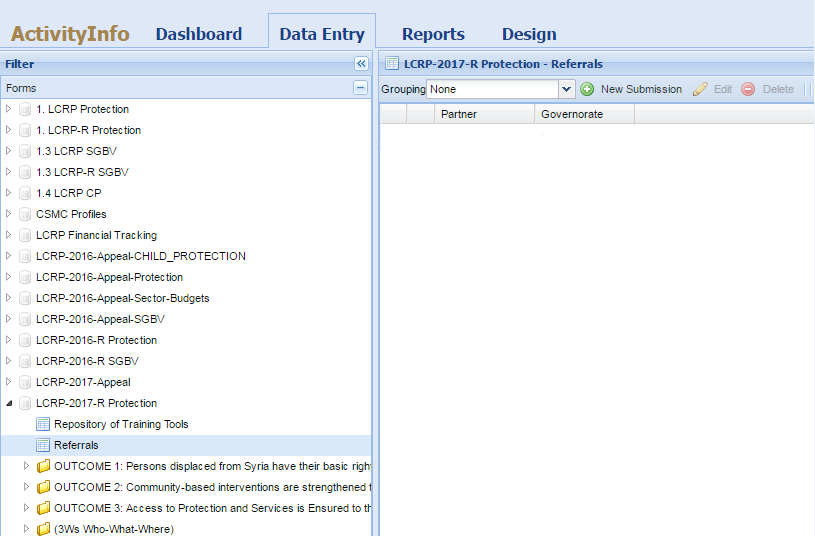 ActivityInfo Dashboard Data Entry Reports Design
Filter
Forms
1. LCRP Protection
1. LCRP-R Protection
1.3 LCRP SGBV
1.3 LCRP-R SGBV
1.4 LCRP CP
CSMC Profiles
LCRP Financial Tracking
LCRP-2016-Appeal-CHILD_PROTECTION
LCRP-2016-Appeal-Protection
LCRP-2016-Appeal-Sector-Budgets
LCRP-2016-Appeal-SGBV
LCRP-2016-R Protection
LCRP-2016-R SGBV
LCRP-2017-Appeal
LCRP-2017-R Protection
Repository of Training Tools
Referrals
OUTCOME 1: Persons displaced from Syria have their basic righ
OUTCOME 2: Community-based interventions are strengthened t
OUTCOME 3: Access to Protection and Services is Ensured to th
(3Ws Who-What-Where)
LCRP-2017-R Protection - Referrals
Grouping None New Submission Edit Delete
Partner Governorate